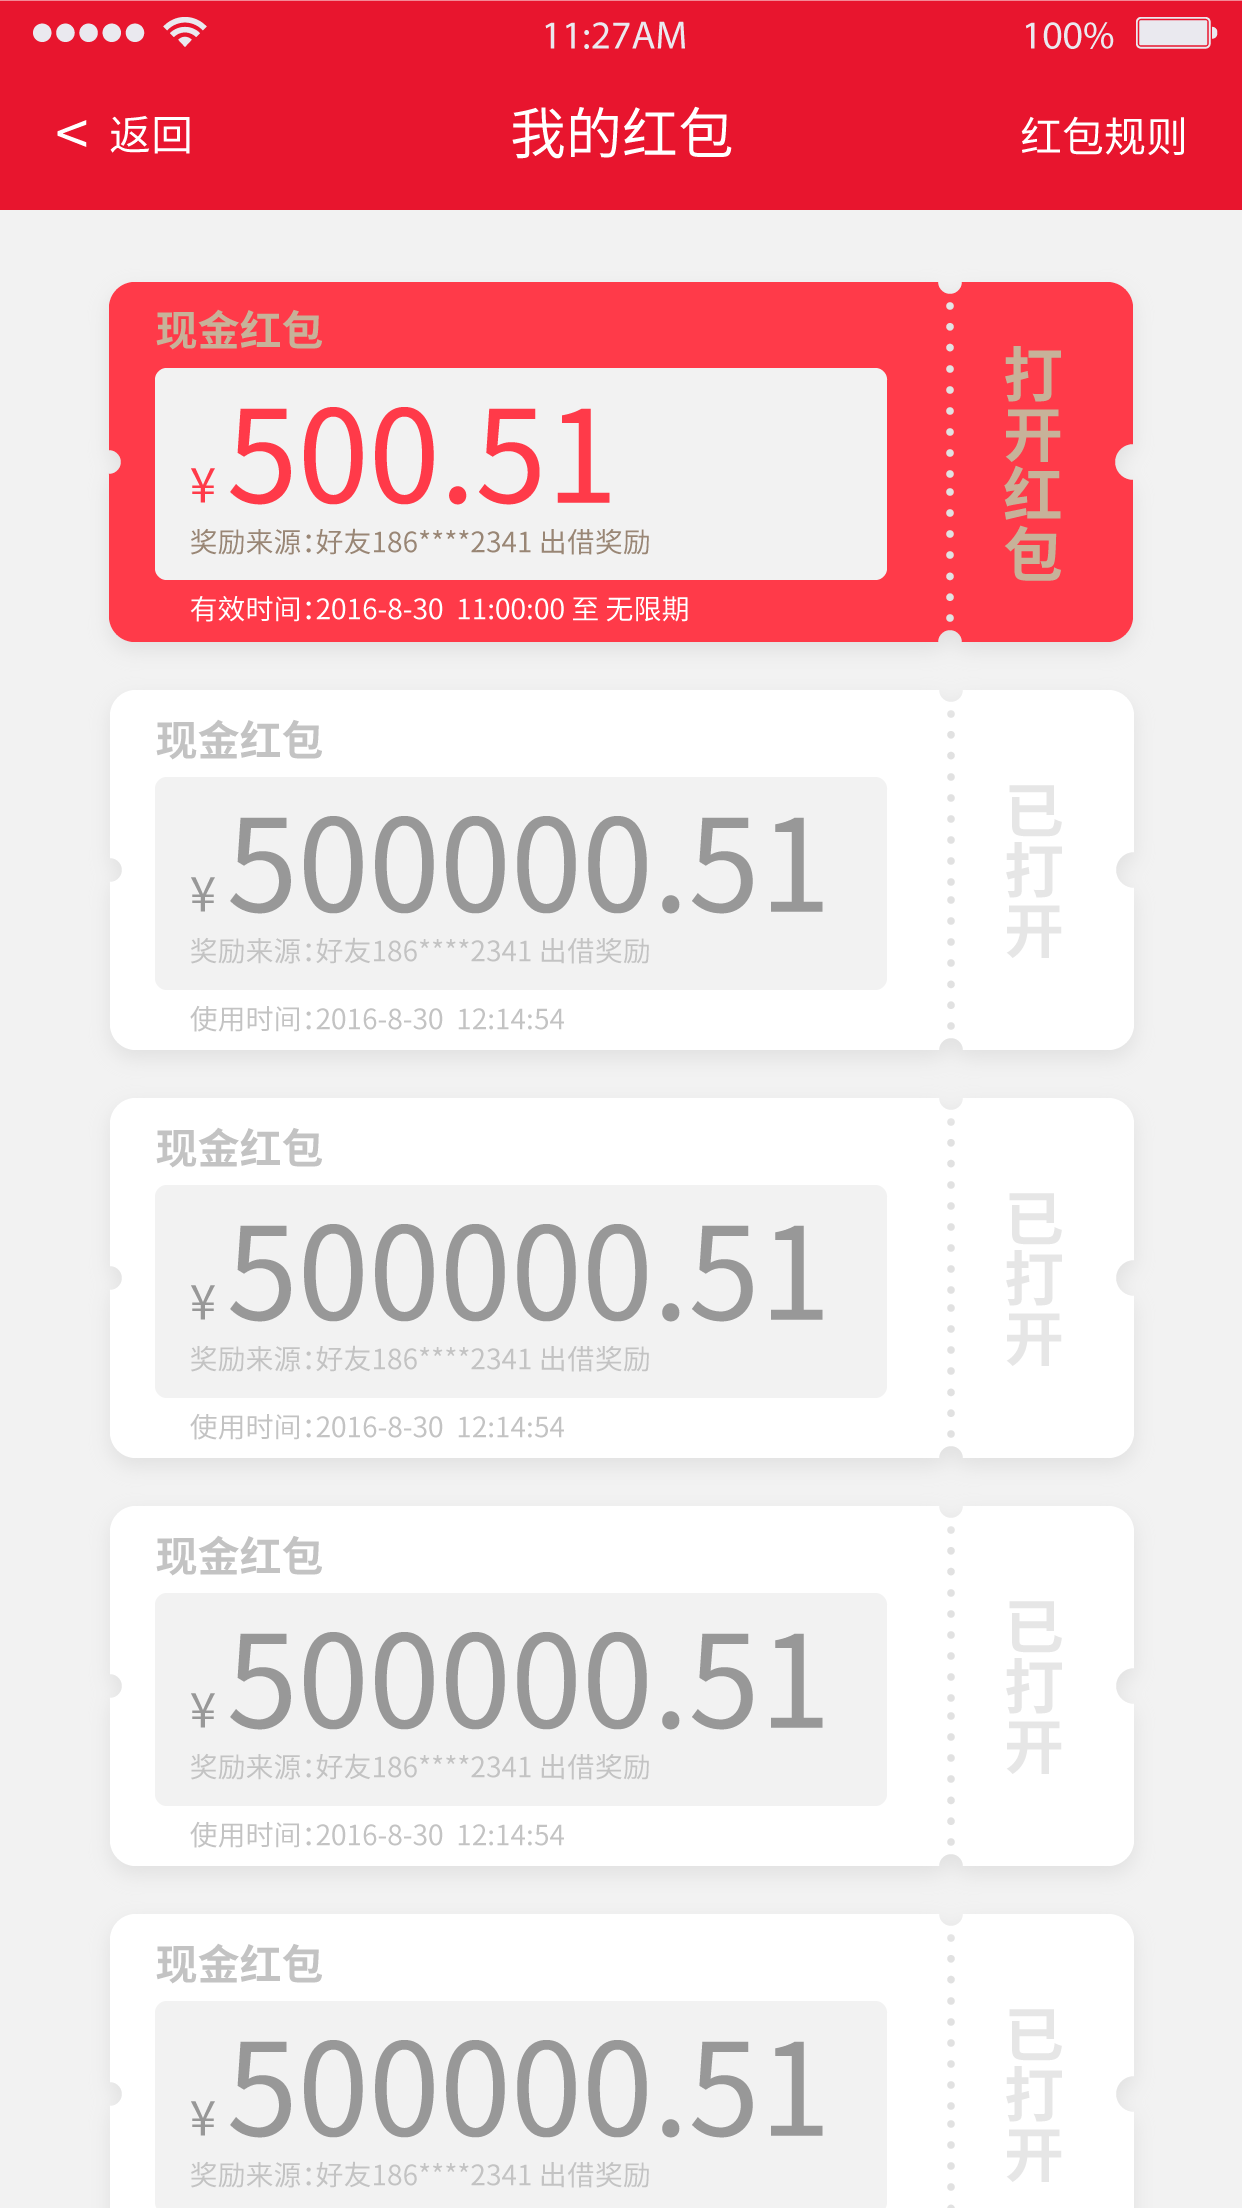 11:27AM
100%
< 返回
我的红包
红包规则
现金红包
¥ 500.51
奖励来源:好友186****2341 出借奖励
有效时间:2016-8-30 11:00:00 至 无限期
打开红包
现金红包
¥ 500000.51
奖励来源:好友186****2341 出借奖励
使用时间:2016-8-30 12:14:54
已打开
现金红包
¥ 500000.51
奖励来源:好友186****2341 出借奖励
使用时间:2016-8-30 12:14:54
已打开
现金红包
¥ 500000.51
奖励来源:好友186****2341 出借奖励
使用时间:2016-8-30 12:14:54
已打开
现金红包
¥ 500000.51
奖励来源:好友186****2341 出借奖励
已打开